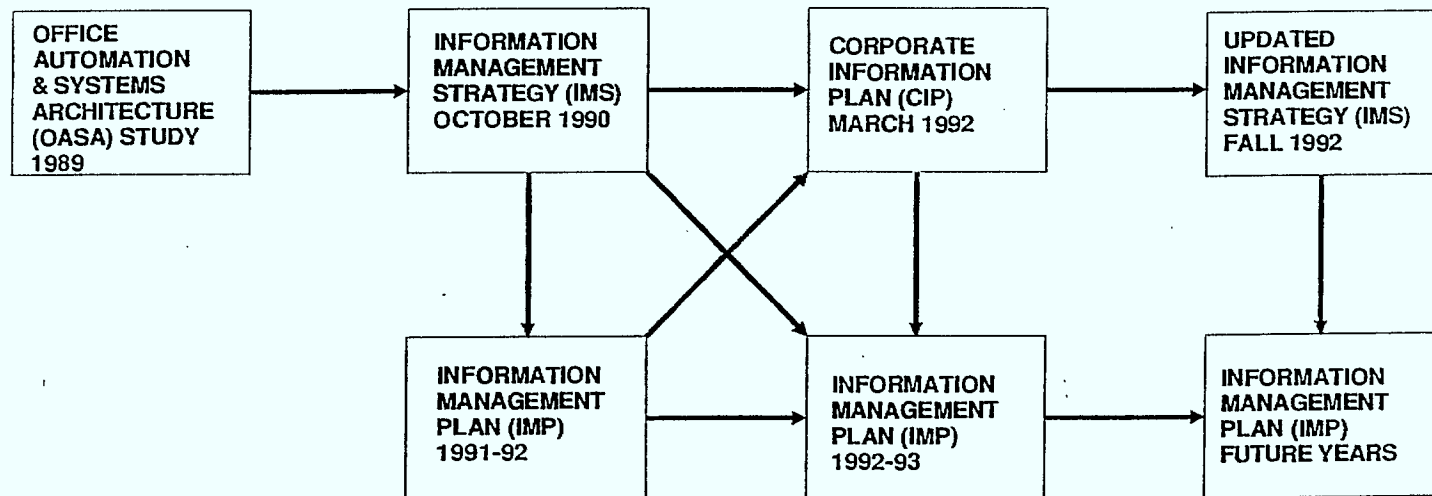 OFFICE
AUTOMATION
& SYSTEMS
ARCHITECTURE
(OASA) STUDY
1989
INFORMATION
MANAGEMENT
STRATEGY (IMS)
OCTOBER 1990
CORPORATE
INFORMATION
PLAN (CIP)
MARCH 1992
UPDATED
INFORMATION
MANAGEMENT
STRATEGY (IMS)
FALL 1992
INFORMATION
MANAGEMENT
PLAN (IMP)
1991-92
INFORMATION
MANAGEMENT
PLAN (IMP)
1992-93
INFORMATION
MANAGEMENT
PLAN (IMP)
FUTURE YEARS